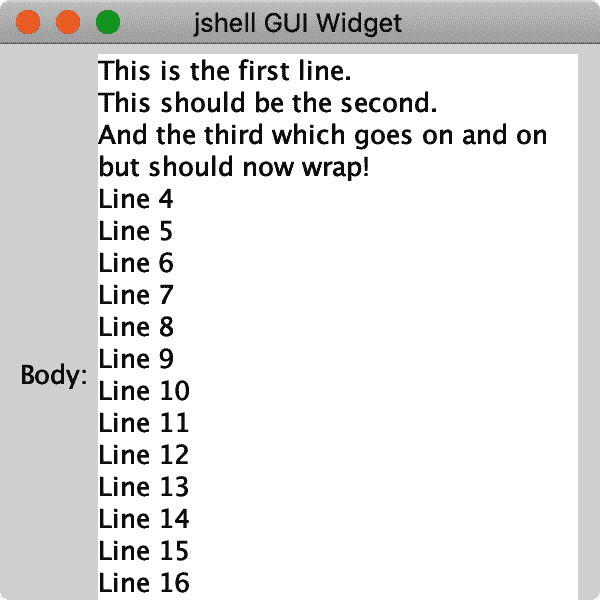 jshell GUI Widget
This is the first line.
This should be the second.
And the third which goes on and on
but should now wrap!
Line 4
Line 5
Line 6
Line 7
Line 8
Line 9
Body:
Line 10
Line 11
Line 12
Line 13
Line 14
Line 15
Line 16